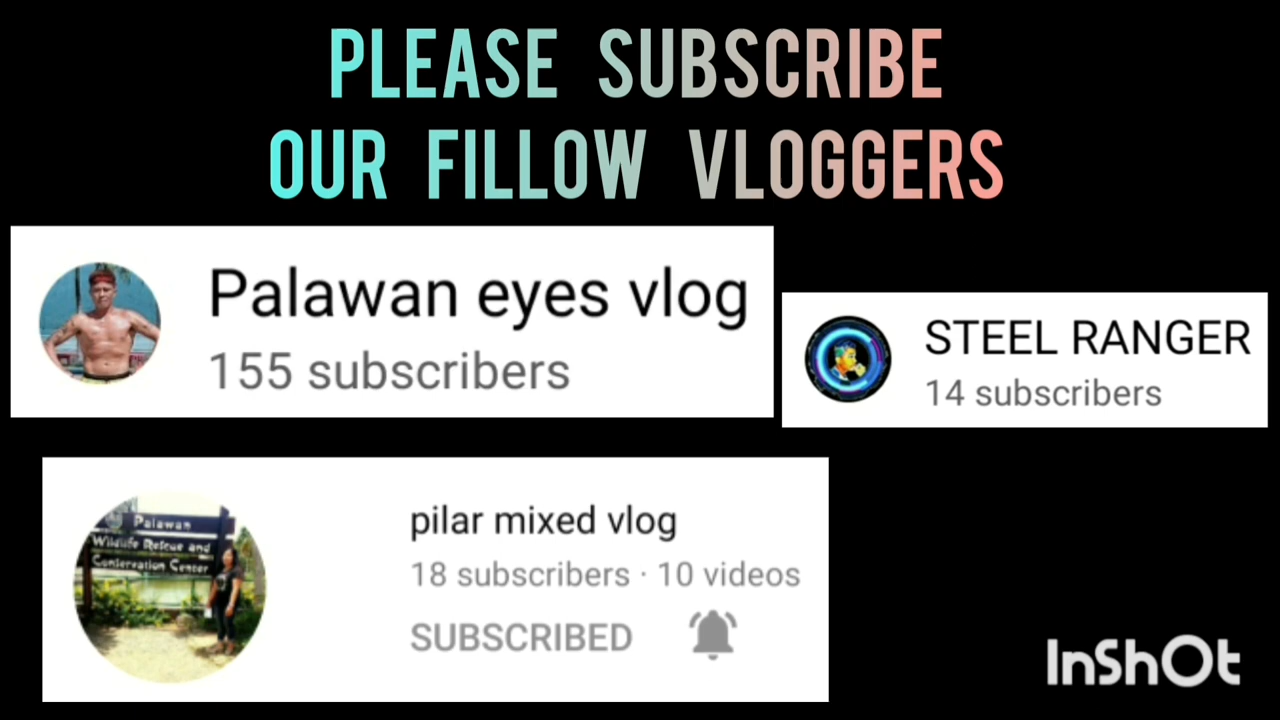 PLEASE SUBSCRIBE
OUR FILLOW VLOGGERS
Palawan eyes vlog
155 subscribers
STEEL RANGER
14 subscribers
Palawan
Wildlife Rescue and
Conservation Center
pilar mixed vlog
18 subscribers · 10 videos
SUBSCRIBED
InShOt